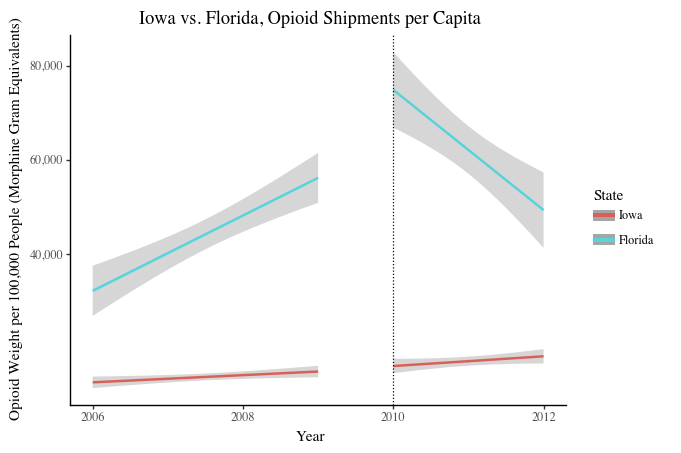 Iowa vs. Florida, Opioid Shipments per Capita
Opioid Weight per 100,000 People (Morphine Gram Equivalents)
80,000
60,000
40,000
2006
2008
2010
2012
Year
State
Iowa
Florida